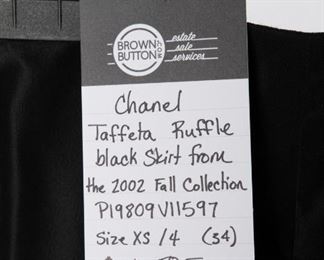 BROWN
BUTTON
.COM
estate
sale
services
Chanel
Taffeta Ruffle
black Skirt from
the 2002 Fall Collection
P19809V11597
Size XS /4 (34)